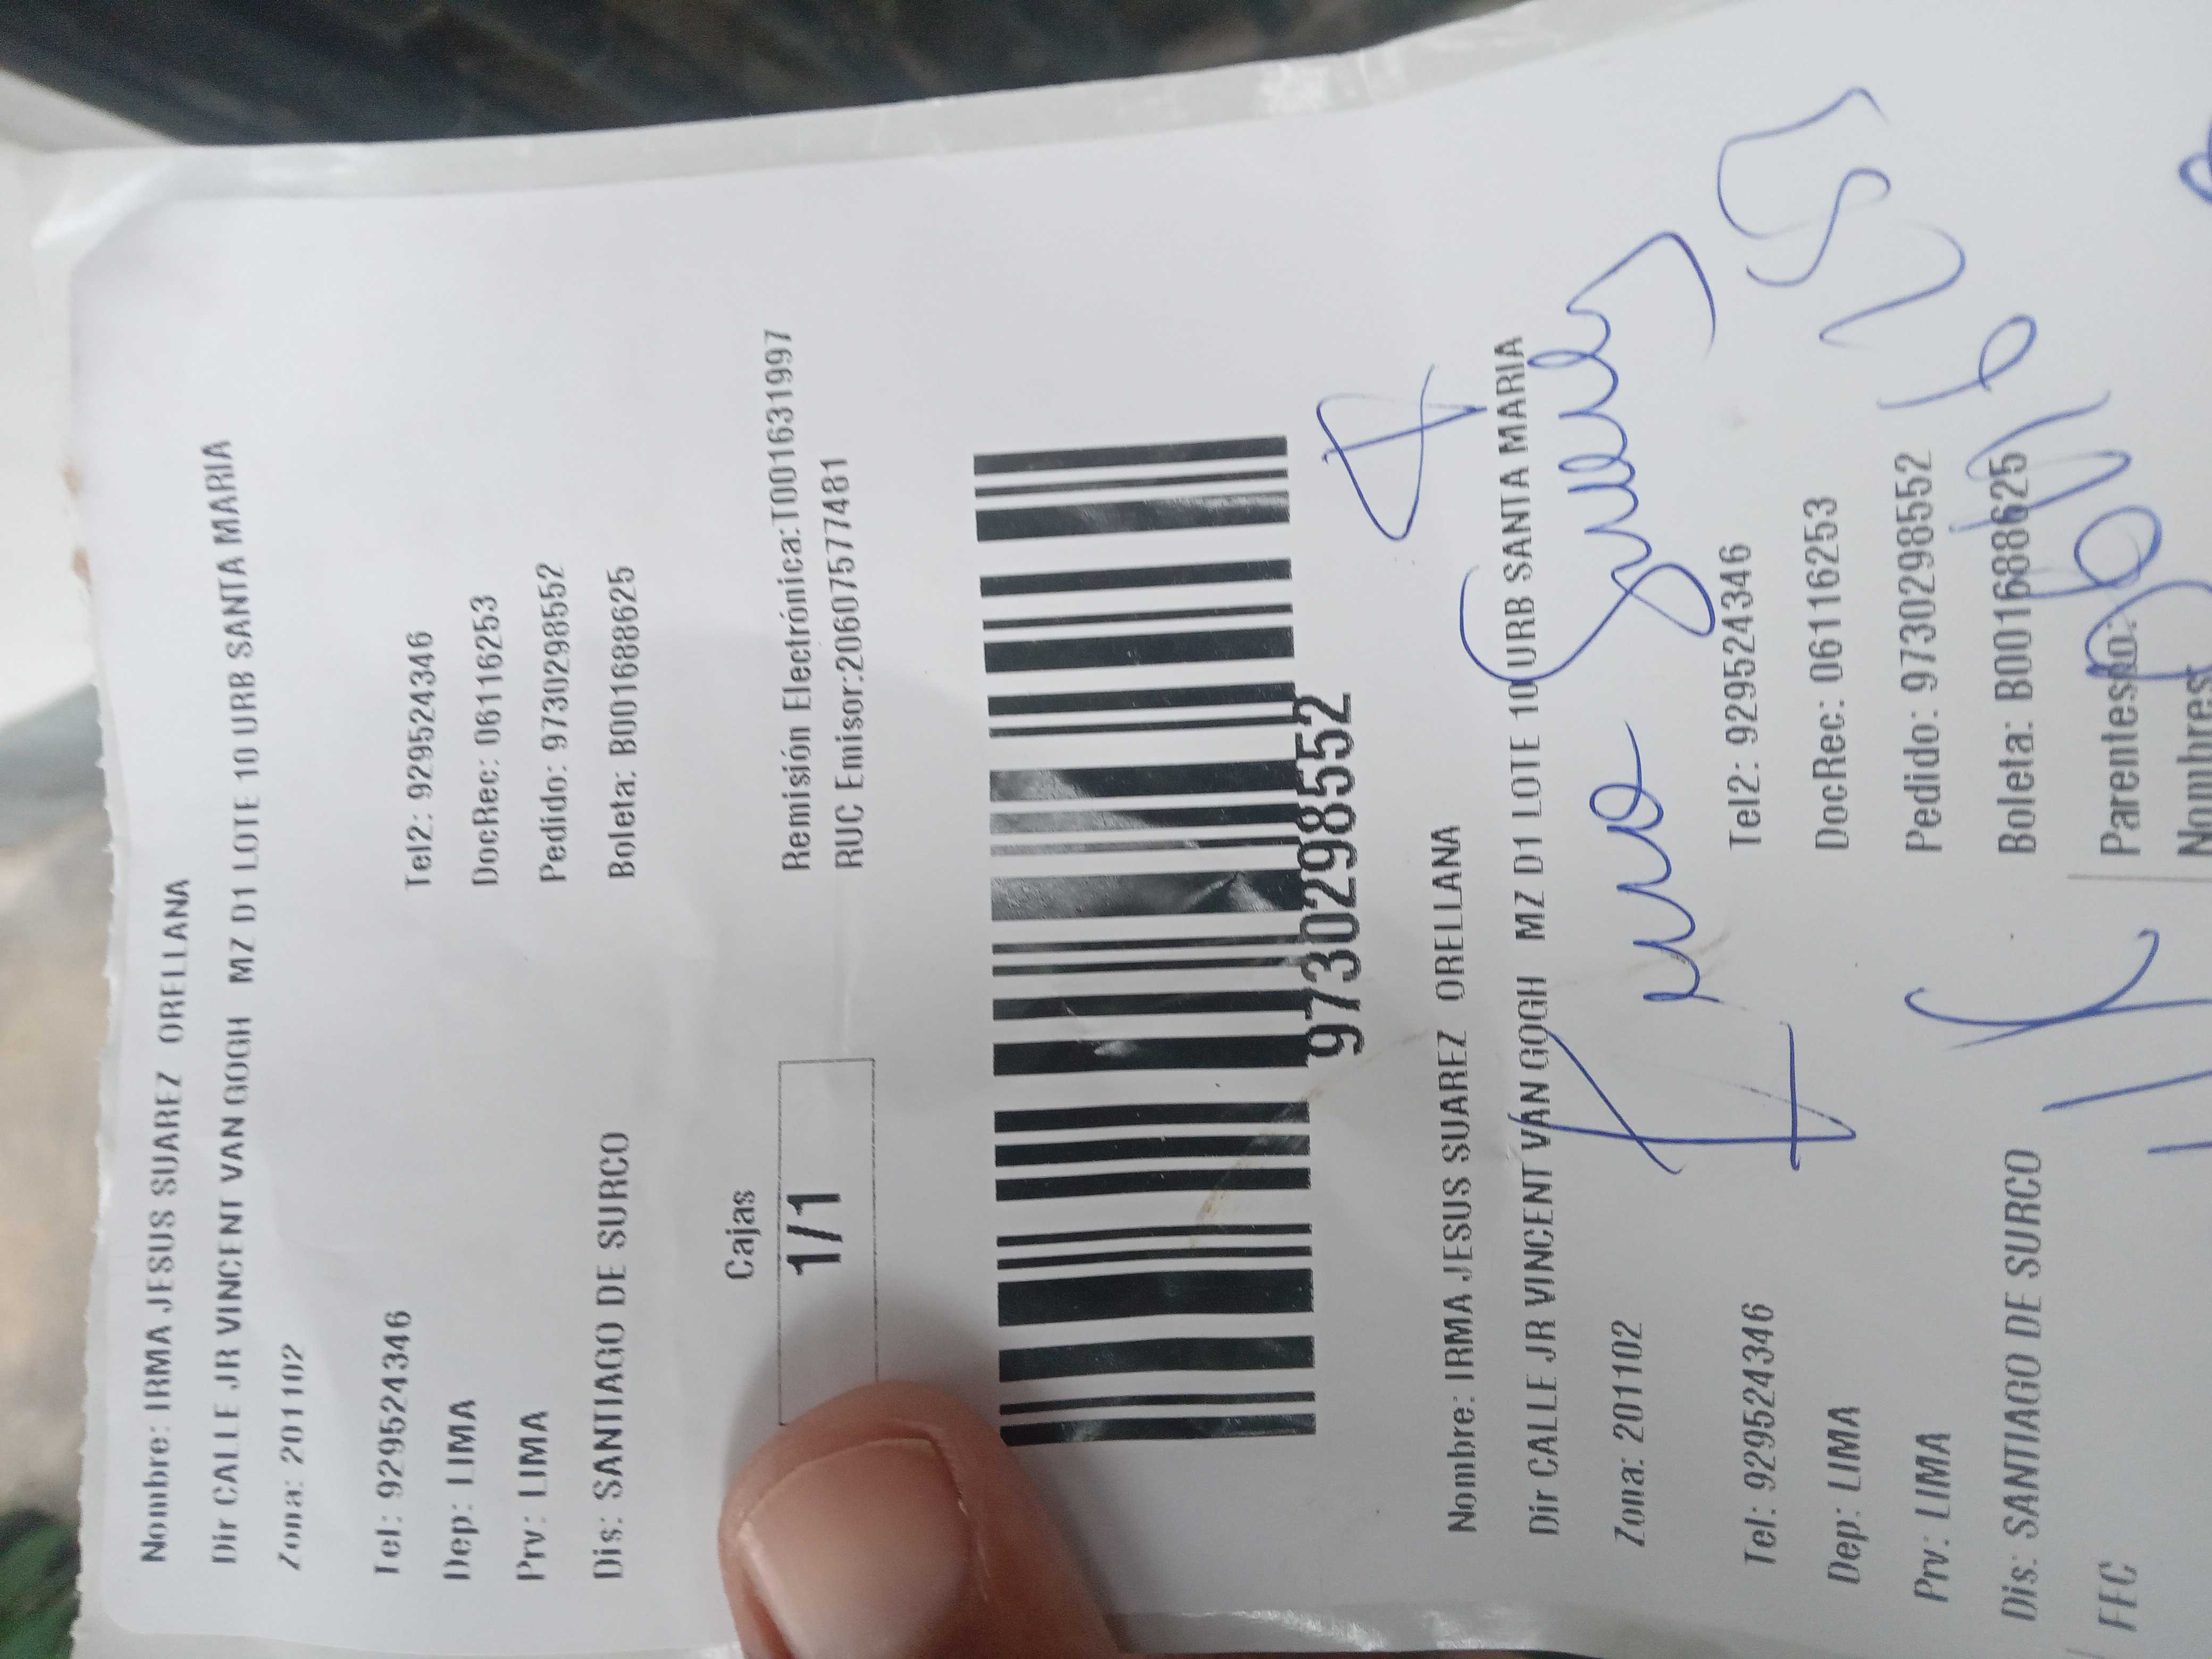 Nombre: IRMA JESUS SUAREZ ORELLANA
Dir CALLE JR VINCENT VAN GOGH MZ D1 LOTE 10 URB SANTA MARIA
Zona: 201102
Tel: 929524346 Tel2: 929524346
Dep: LIMA DocRec: 06116253
Prv: LIMA Pedido: 9730298552
Dis: SANTIAGO DE SURCO Boleta: B001688625
Cajas
1/1
Remisión Electrónica:T001631997
RUC Emisor:20607577481
9730298552
Nombre: IRMA JESUS SUAREZ ORELLANA
Dir CALLE JR VINCENT VAN GOGH MZ D1 LOTE 10 URB SANTA MARIA
Zona: 201102
Tel: 929524346 Tel2: 929524346
Dep: LIMA DocRec: 06116253
Prv: LIMA Pedido: 9730298552
Dis: SANTIAGO DE SURCO Boleta: B001688625
FEC Parentesco:
Nombres